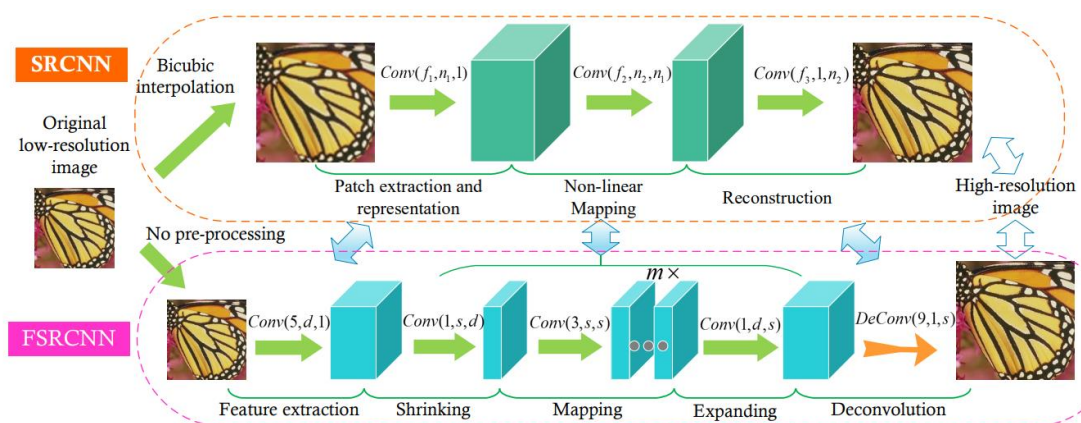 SRCNN
Bicubic
interpolation
Conv(f₁,n₁,1)
Conv(f₂,n₂,n₁)
Conv(f₃,1,n₂)
Original
low-resolution
image
Patch extraction and
representation
Non-linear
Mapping
Reconstruction
High-resolution
image
No pre-processing
m ×
FSRCNN
Conv(5,d,1)
Conv(1,s,d)
Conv(3,s,s)
Conv(1,d,s)
DeConv(9,1,s)
Feature extraction
Shrinking
Mapping
Expanding
Deconvolution